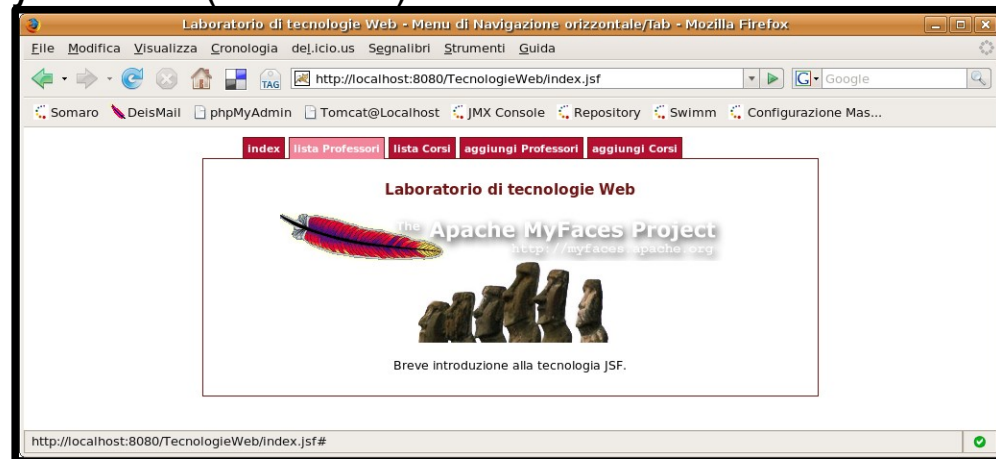 Laboratorio di tecnologie Web - Menu di Navigazione orizzontale/Tab - Mozilla Firefox
File Modifica Visualizza Cronologia del.icio.us Segnalibri Strumenti Guida
TAG http://localhost:8080/TecnologieWeb/index.jsf G Google
Somaro DeisMail phpMyAdmin Tomcat@Localhost JMX Console Repository Swimm Configurazione Mas...
index lista Professori lista Corsi aggiungi Professori aggiungi Corsi
Laboratorio di tecnologie Web
the Apache MyFaces Project
http://myfaces.apache.org
Breve introduzione alla tecnologia JSF.
http://localhost:8080/TecnologieWeb/index.jsf#